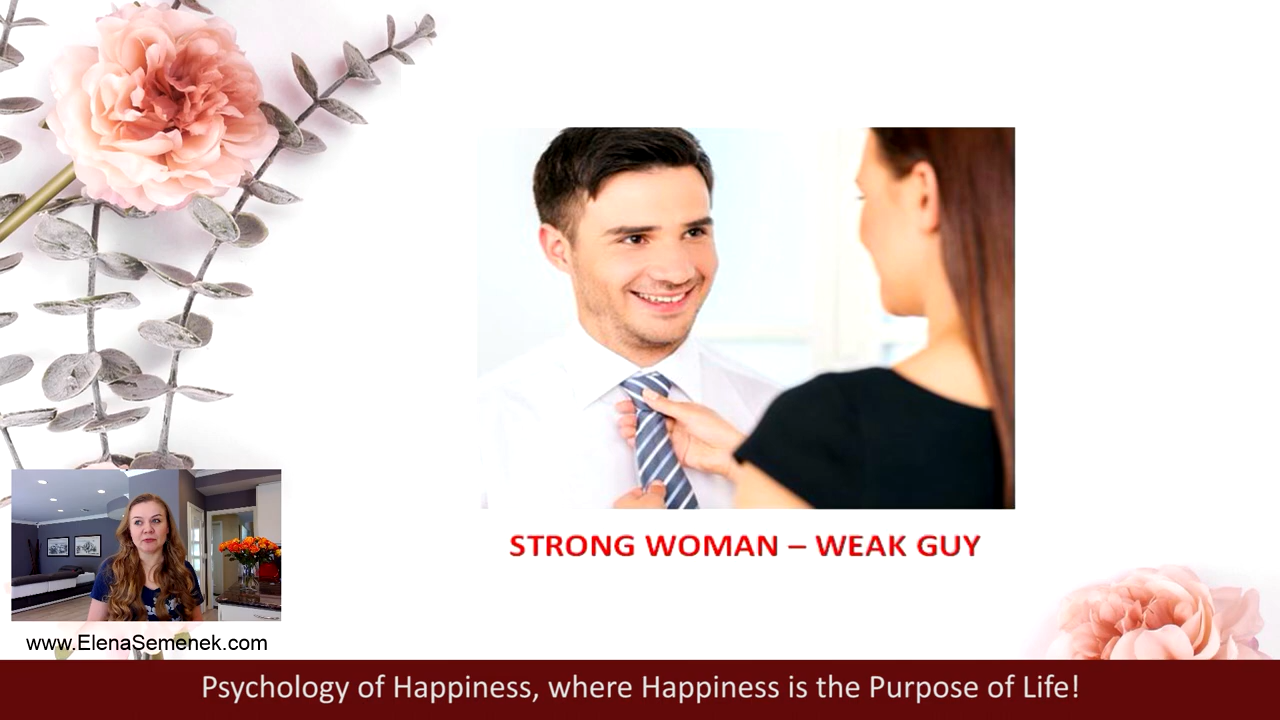 STRONG WOMAN – WEAK GUY
www.ElenaSemenek.com
Psychology of Happiness, where Happiness is the Purpose of Life!